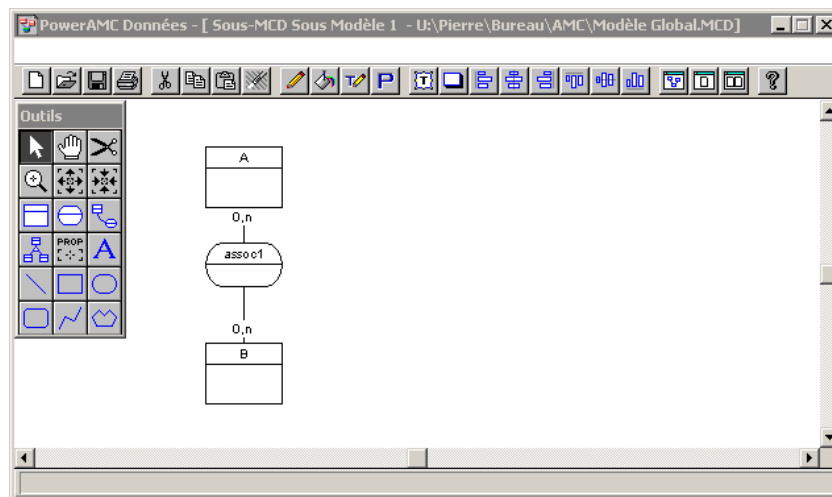 PowerAMC Données - [ Sous-MCD Sous Modèle 1 - U:\Pierre\Bureau\AMC\Modèle Global.MCD]
T P T ?
Outils
PROP
A
A
0,n
assoc1
0,n
B